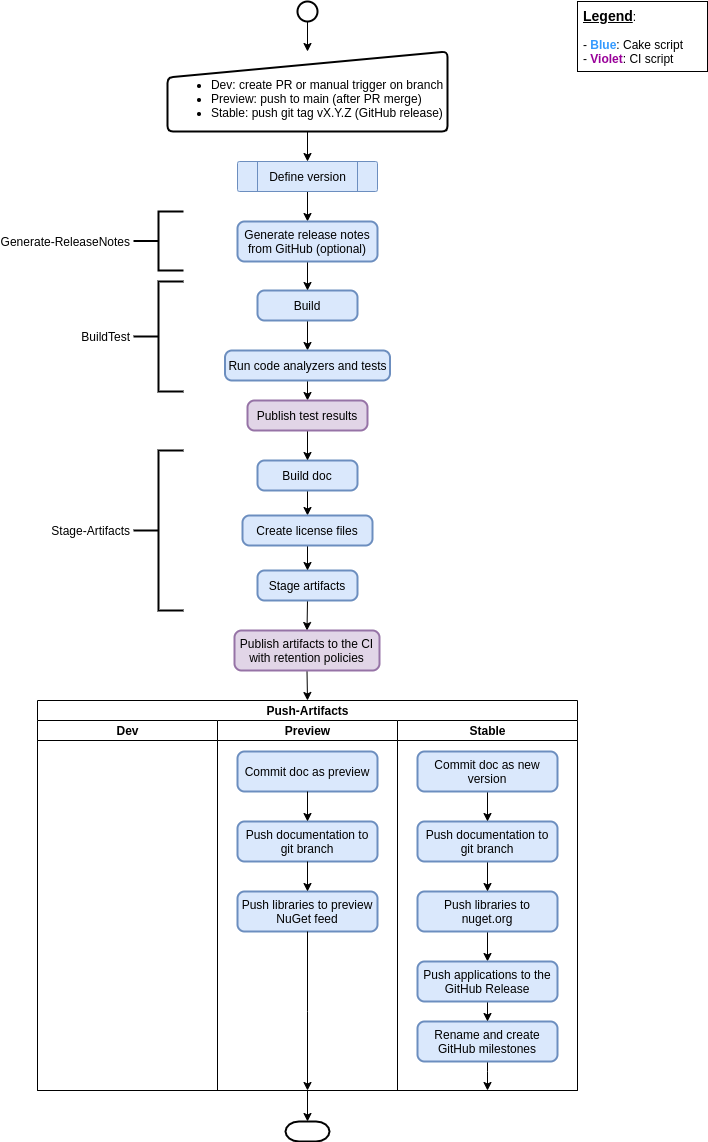 Legend:
- Blue: Cake script
- Violet: CI script
• Dev: create PR or manual trigger on branch
• Preview: push to main (after PR merge)
• Stable: push git tag vX.Y.Z (GitHub release)
Define version
Generate-ReleaseNotes
Generate release notes
from GitHub (optional)
Build
BuildTest
Run code analyzers and tests
Publish test results
Build doc
Stage-Artifacts
Create license files
Stage artifacts
Publish artifacts to the CI
with retention policies
Push-Artifacts
Dev
Preview
Stable
Commit doc as preview
Push documentation to
git branch
Push libraries to preview
NuGet feed
Commit doc as new
version
Push documentation to
git branch
Push libraries to
nuget.org
Push applications to the
GitHub Release
Rename and create
GitHub milestones